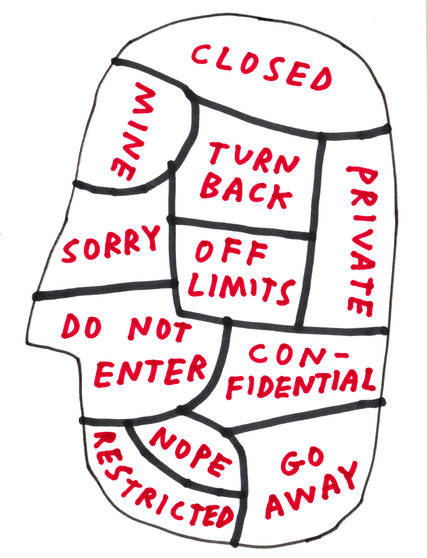 CLOSED
MINE
TURN
BACK
PRIVATE
SORRY
OFF
LIMITS
DO NOT
ENTER
CON-
FIDENTIAL
NOPE
RESTRICTED
GO
AWAY